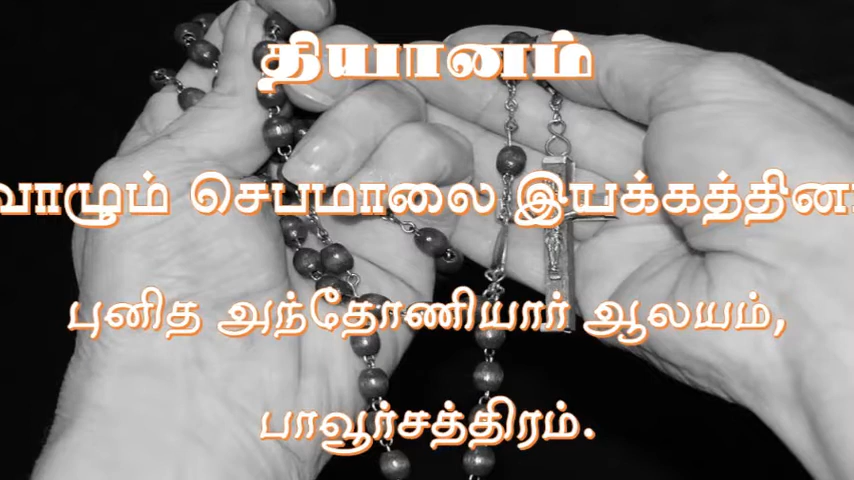 தியானம்
வாழும் செபமாலை இயக்கத்தின
புனித அந்தோணியார் ஆலயம்,
பாவூர்சத்திரம்.